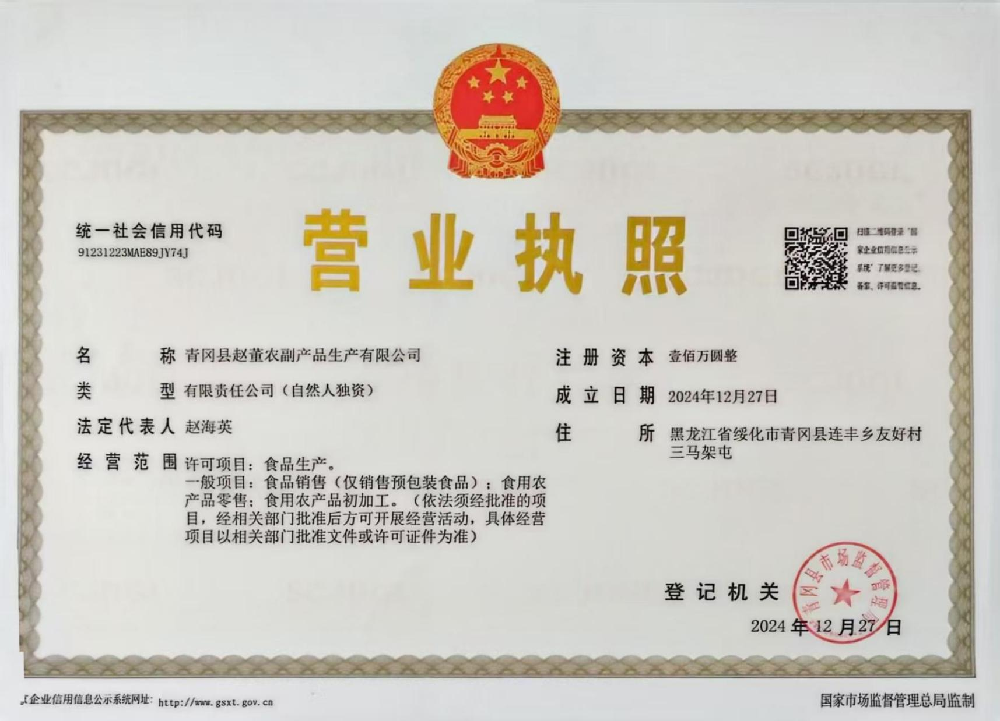 营业执照
统一社会信用代码
91231223MAE89JY74J
扫描二维码登录“国
家企业信用信息公示
系统”了解更多登记、
备案、许可监管信息。
名称 青冈县赵董农副产品生产有限公司
类型 有限责任公司（自然人独资）
法定代表人 赵海英
经营范围 许可项目：食品生产。
一般项目：食品销售（仅销售预包装食品）；食用农
产品零售；食用农产品初加工。（依法须经批准的项
目，经相关部门批准后方可开展经营活动，具体经营
项目以相关部门批准文件或许可证件为准）
注册资本 壹佰万圆整
成立日期 2024年12月27日
住所 黑龙江省绥化市青冈县连丰乡友好村
三马架屯
登记机关
青冈县市场监督管理局
2024年12月27日
企业信用信息公示系统网址：http://www.gsxt.gov.cn
国家市场监督管理总局监制